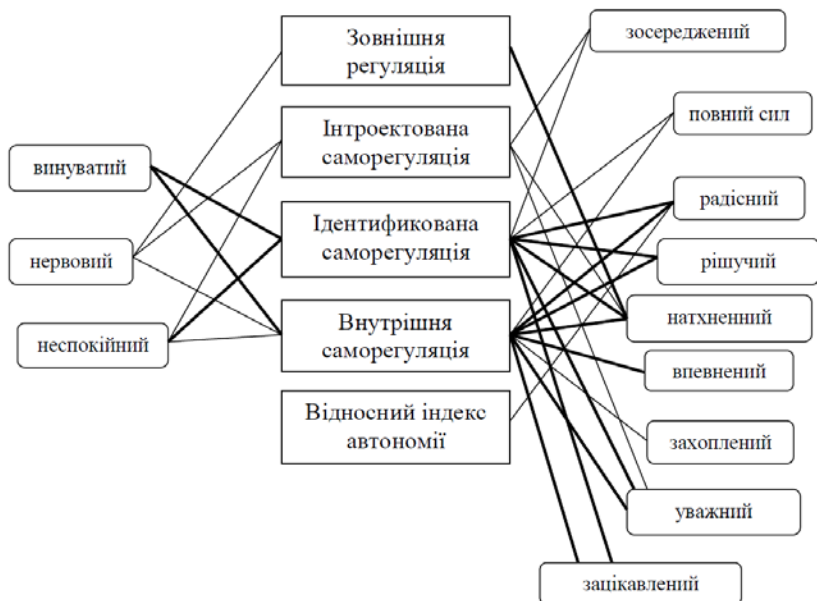 винуватий
нервовий
неспокійний
Зовнішня
регуляція
Інтроектована
саморегуляція
Ідентификована
саморегуляція
Внутрішня
саморегуляція
Відносний індекс
автономії
зосереджений
повний сил
радісний
рішучий
натхненний
впевнений
захоплений
уважний
зацікавлений